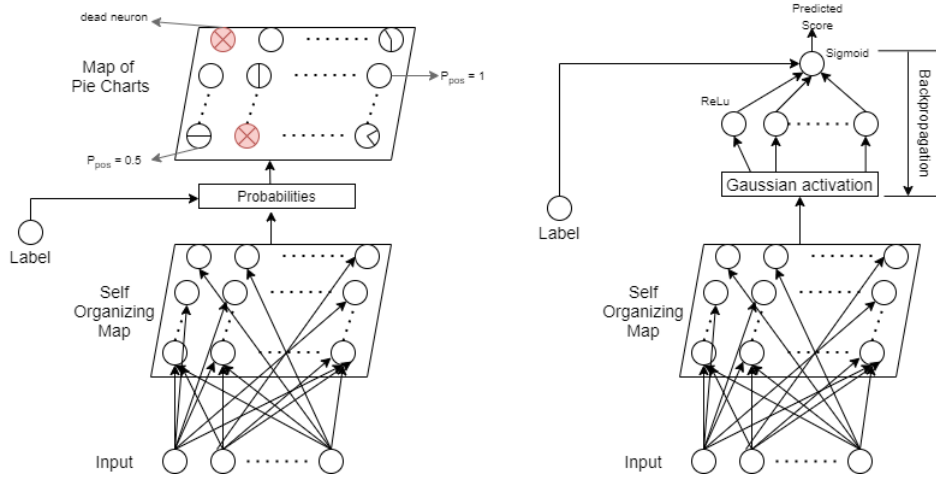 dead neuron
Map of
Pie Charts
P_pos = 1
P_pos = 0.5
Probabilities
Label
Self
Organizing
Map
Input
Predicted
Score
Sigmoid
ReLu
Backpropagation
Gaussian activation
Label
Self
Organizing
Map
Input